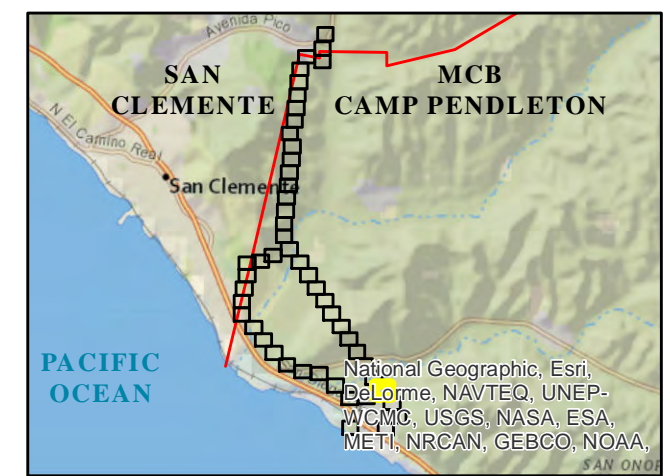 Avenida Pico
SAN
CLEMENTE
MCB
CAMP PENDLETON
N El Camino Real
San Clemente
PACIFIC
OCEAN
National Geographic, Esri,
DeLorme, NAVTEQ, UNEP-
WCMC, USGS, NASA, ESA,
METI, NRCAN, GEBCO, NOAA,
SAN ONOF